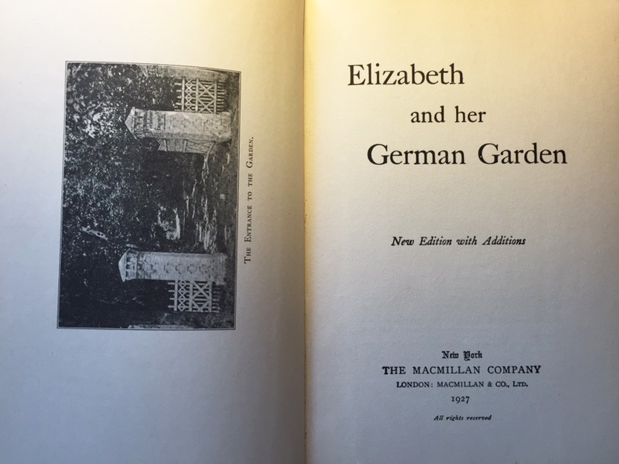 THE ENTRANCE TO THE GARDEN.
Elizabeth
and her
German Garden
New Edition with Additions
New York
THE MACMILLAN COMPANY
LONDON: MACMILLAN & CO., LTD.
1927
All rights reserved